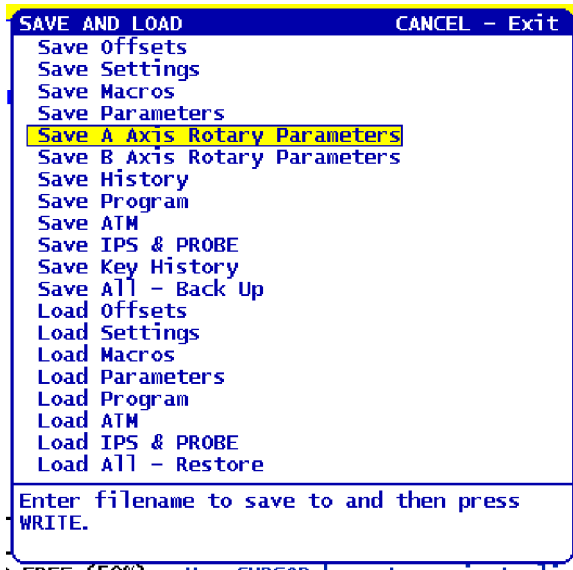 SAVE AND LOAD CANCEL - Exit
Save Offsets
Save Settings
Save Macros
Save Parameters
Save A Axis Rotary Parameters
Save B Axis Rotary Parameters
Save History
Save Program
Save ATM
Save IPS & PROBE
Save Key History
Save All - Back Up
Load Offsets
Load Settings
Load Macros
Load Parameters
Load Program
Load ATM
Load IPS & PROBE
Load All - Restore
Enter filename to save to and then press
WRITE.